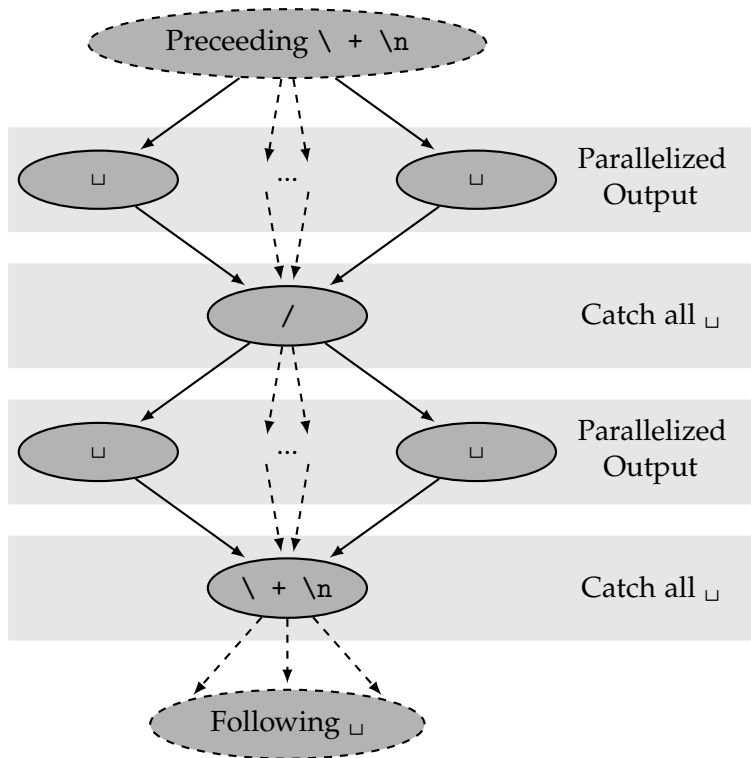 Preceeding \ + \n
␣ ... ␣ Parallelized
Output
/ Catch all ␣
␣ ... ␣ Parallelized
Output
\ + \n Catch all ␣
Following ␣